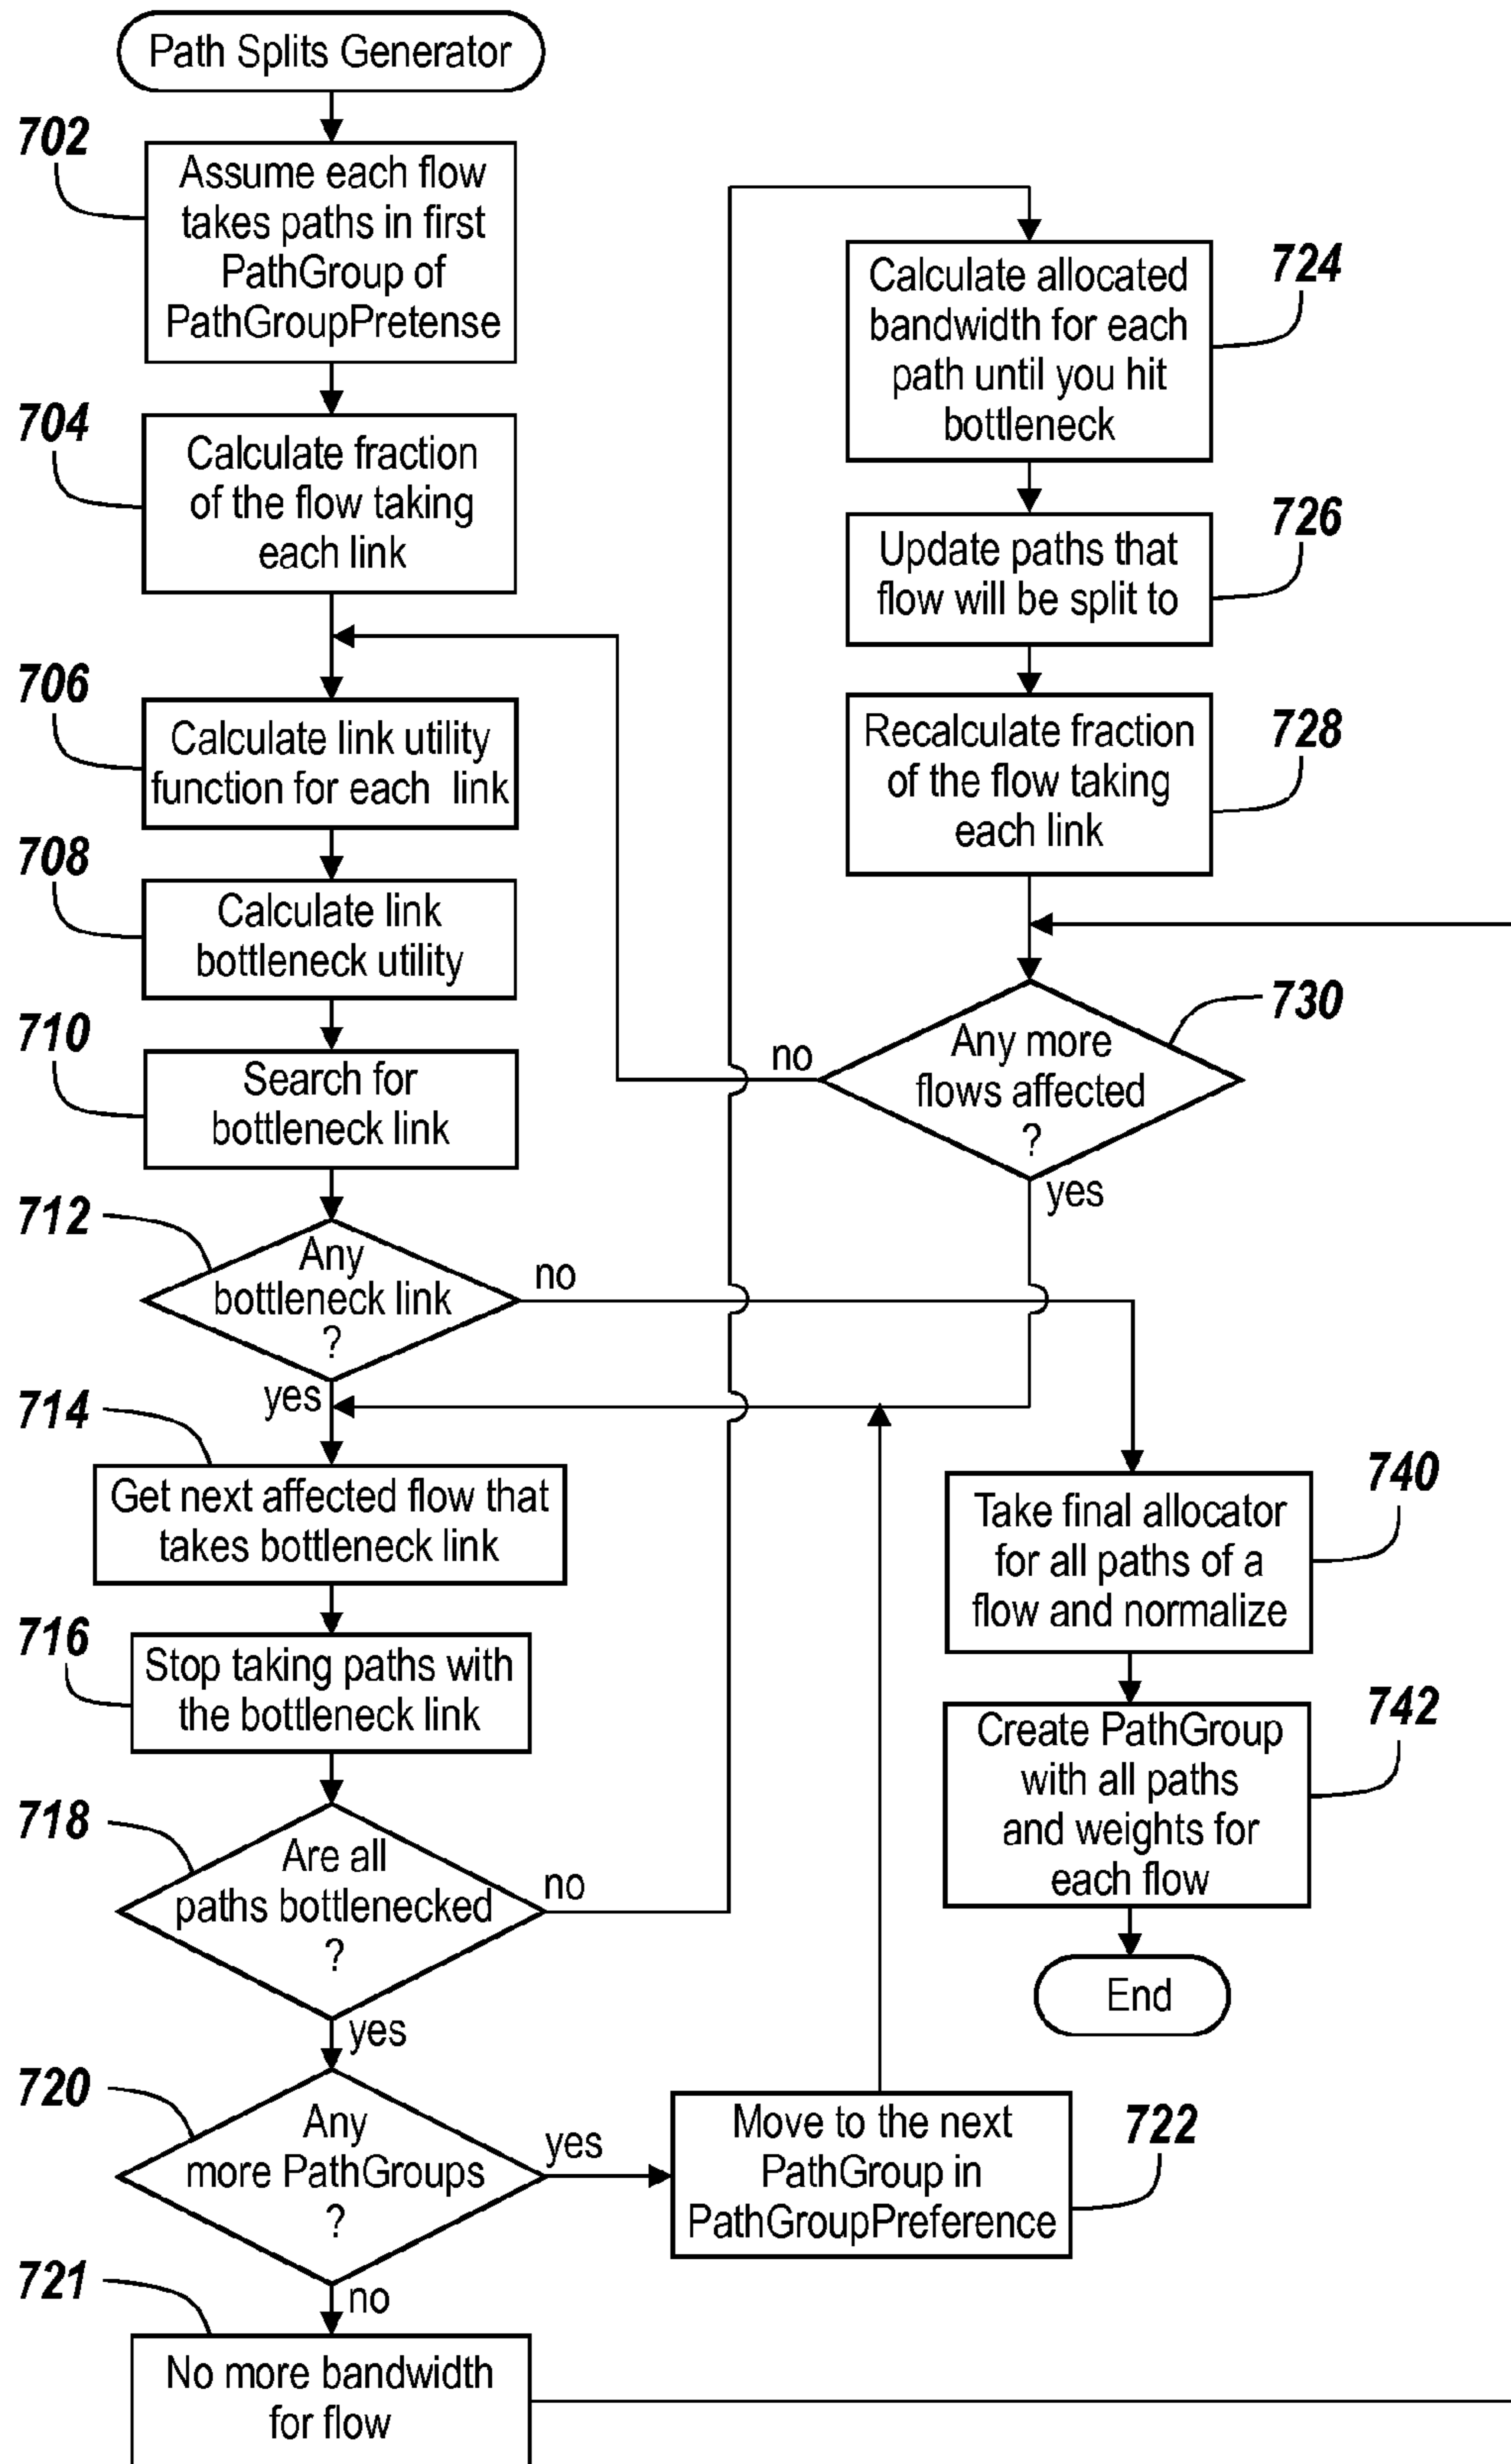 Path Splits Generator
702
Assume each flow
takes paths in first
PathGroup of
PathGroupPretense
704
Calculate fraction
of the flow taking
each link
706
Calculate link utility
function for each link
708
Calculate link
bottleneck utility
710
Search for
bottleneck link
712
Any
bottleneck link
?
no
yes
714
Get next affected flow that
takes bottleneck link
716
Stop taking paths with
the bottleneck link
718
Are all
paths bottlenecked
?
no
yes
720
Any
more PathGroups
?
yes
no
721
No more bandwidth
for flow
722
Move to the next
PathGroup in
PathGroupPreference
724
Calculate allocated
bandwidth for each
path until you hit
bottleneck
726
Update paths that
flow will be split to
728
Recalculate fraction
of the flow taking
each link
730
Any more
flows affected
?
no
yes
740
Take final allocator
for all paths of a
flow and normalize
742
Create PathGroup
with all paths
and weights for
each flow
End